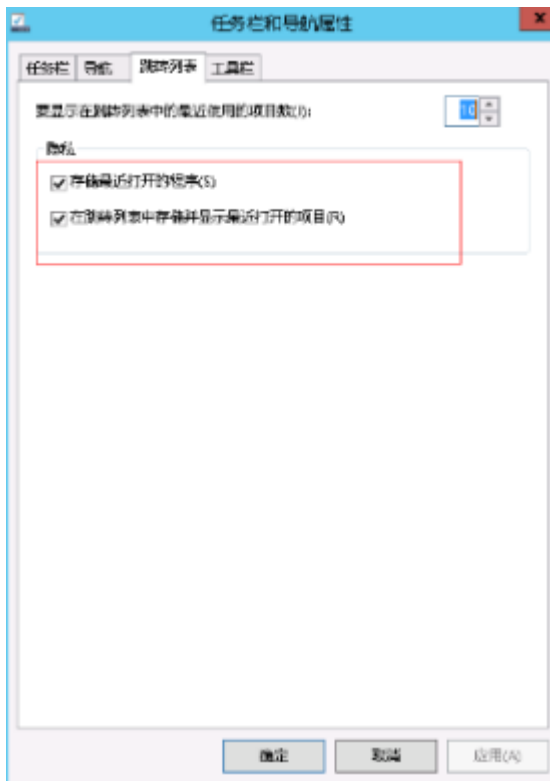 任务栏和导航属性
任务栏 导航 跳转列表 工具栏
要显示在跳转列表中的最近使用的项目数(J): 10
隐私
存储最近打开的程序(S)
在跳转列表中存储并显示最近打开的项目(R)
确定 取消 应用(A)